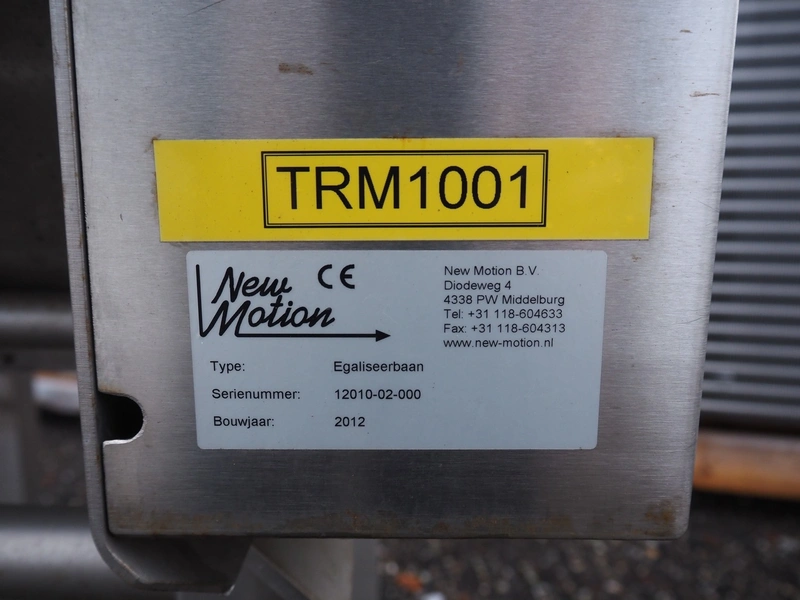 TRM1001
New Motion
CE
New Motion B.V.
Diodeweg 4
4338 PW Middelburg
Tel: +31 118-604633
Fax: +31 118-604313
www.new-motion.nl
Type: Egaliseerbaan
Serienummer: 12010-02-000
Bouwjaar: 2012